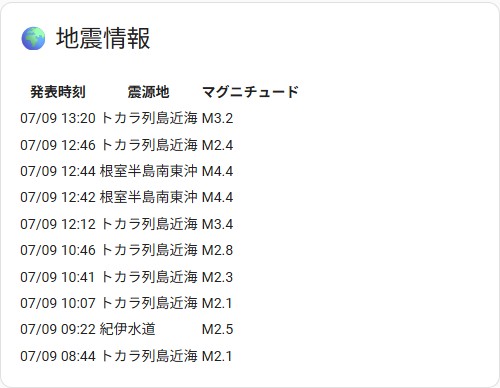 地震情報
発表時刻 震源地 マグニチュード
07/09 13:20 トカラ列島近海 M3.2
07/09 12:46 トカラ列島近海 M2.4
07/09 12:44 根室半島南東沖 M4.4
07/09 12:42 根室半島南東沖 M4.4
07/09 12:12 トカラ列島近海 M3.4
07/09 10:46 トカラ列島近海 M2.8
07/09 10:41 トカラ列島近海 M2.3
07/09 10:07 トカラ列島近海 M2.1
07/09 09:22 紀伊水道 M2.5
07/09 08:44 トカラ列島近海 M2.1